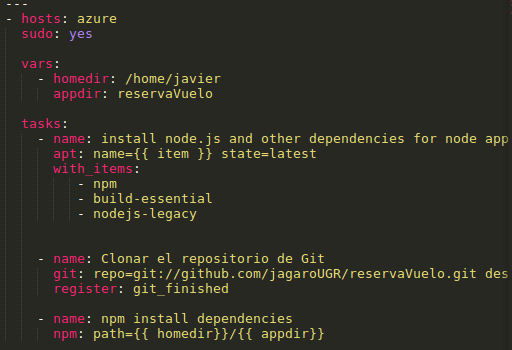 ---
- hosts: azure
  sudo: yes

  vars:
    - homedir: /home/javier
      appdir: reservaVuelo

  tasks:
    - name: install node.js and other dependencies for node app
      apt: name={{ item }} state=latest
      with_items:
         - npm
         - build-essential
         - nodejs-legacy


    - name: Clonar el repositorio de Git
      git: repo=git://github.com/jagaroUGR/reservaVuelo.git des
      register: git_finished

    - name: npm install dependencies
      npm: path={{ homedir}}/{{ appdir}}